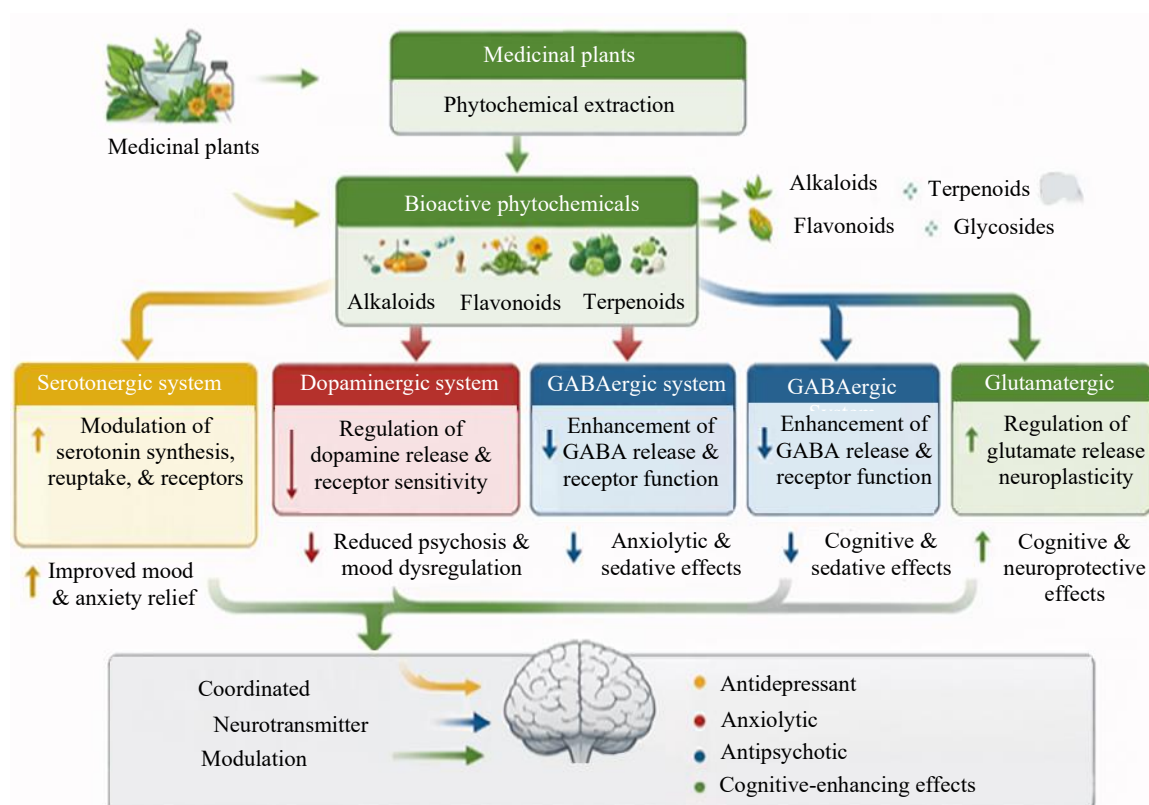 Medicinal plants
Medicinal plants
Phytochemical extraction
Bioactive phytochemicals
Alkaloids
Flavonoids
Terpenoids
Alkaloids
Terpenoids
Flavonoids
Glycosides
Serotonergic system
Modulation of
serotonin synthesis,
reuptake, & receptors
Improved mood
& anxiety relief
Dopaminergic system
Regulation of
dopamine release &
receptor sensitivity
Reduced psychosis &
mood dysregulation
GABAergic system
Enhancement of
GABA release &
receptor function
Anxiolytic &
sedative effects
GABAergic
Enhancement of
GABA release &
receptor function
Cognitive &
sedative effects
Glutamatergic
Regulation of
glutamate release
neuroplasticity
Cognitive &
neuroprotective
effects
Coordinated
Neurotransmitter
Modulation
Antidepressant
Anxiolytic
Antipsychotic
Cognitive-enhancing effects